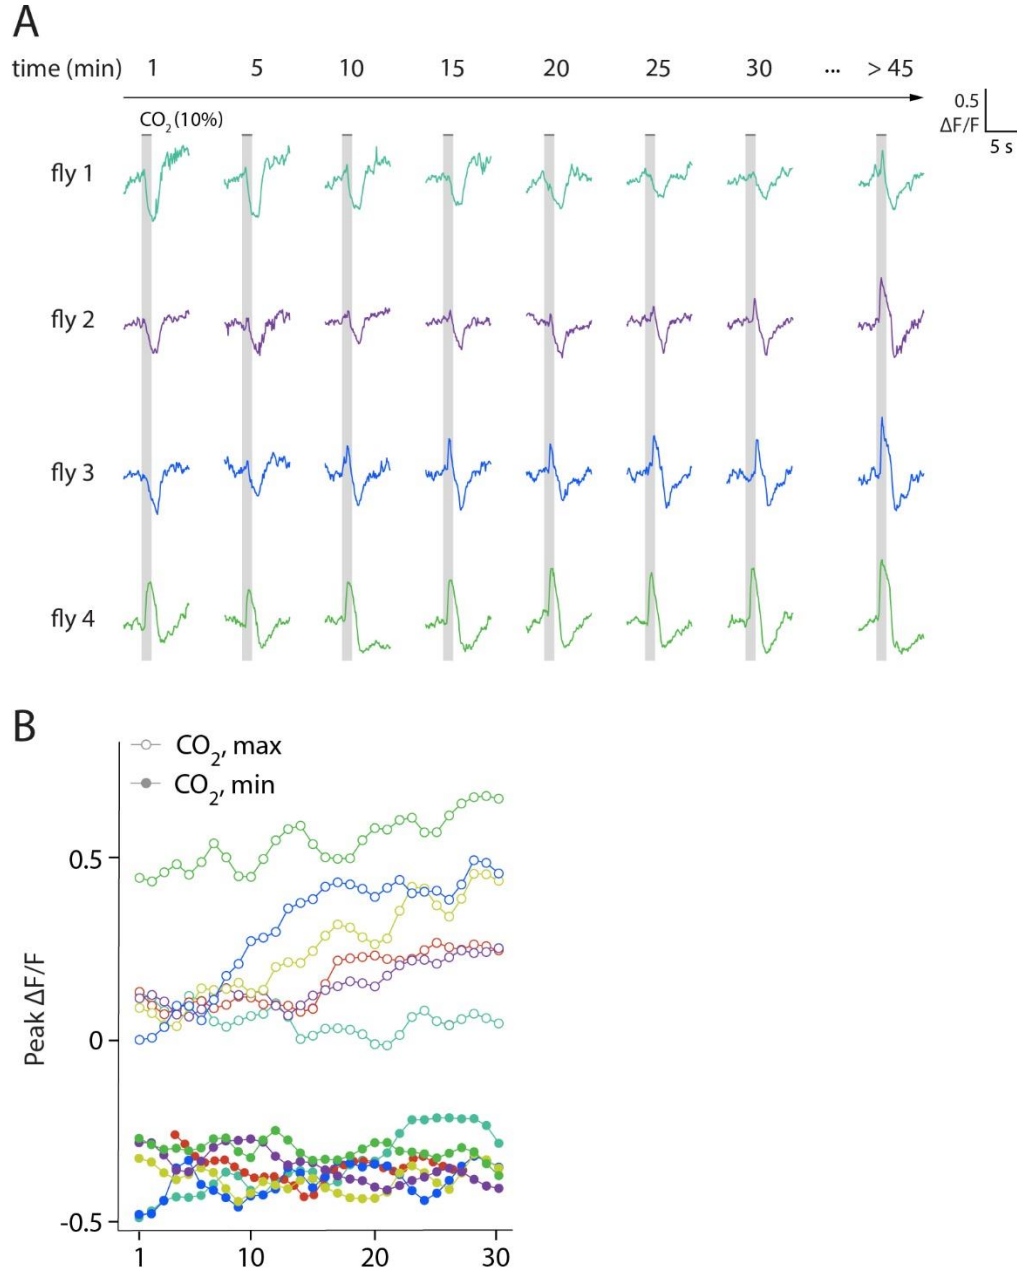 A
time (min) 1 5 10 15 20 25 30 ... > 45
CO₂ (10%)
0.5
ΔF/F
5 s
fly 1
fly 2
fly 3
fly 4
B
CO₂, max
CO₂, min
Peak ΔF/F
0.5
0
-0.5
1 10 20 30